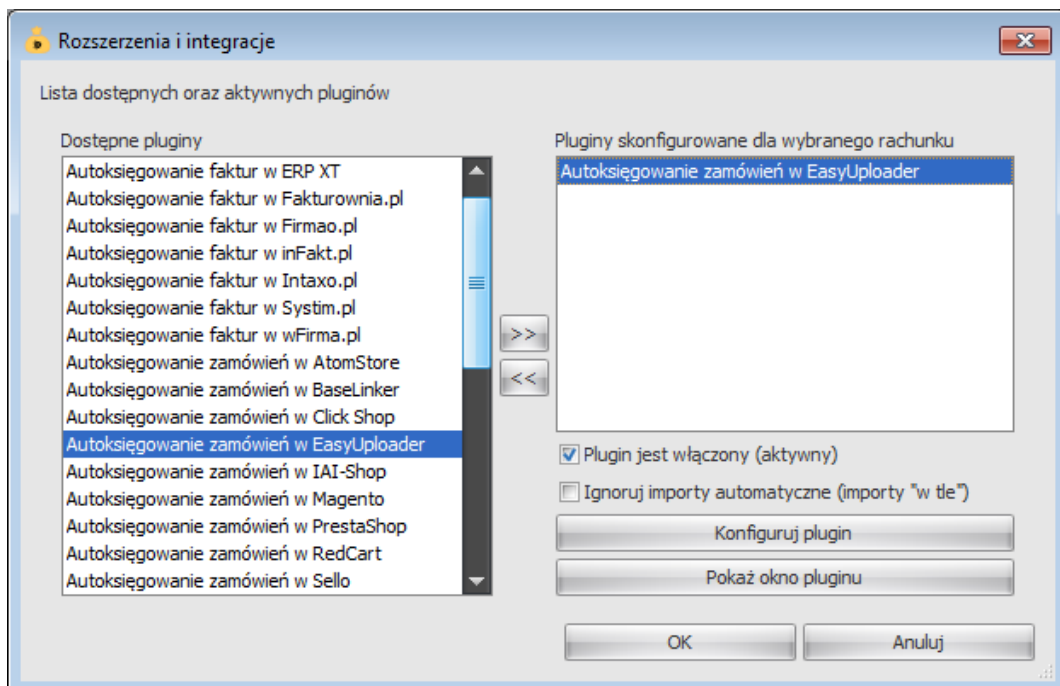 Rozszerzenia i integracje
Lista dostępnych oraz aktywnych pluginów
Dostępne pluginy
Autoksięgowanie faktur w ERP XT
Autoksięgowanie faktur w Fakturownia.pl
Autoksięgowanie faktur w Firmao.pl
Autoksięgowanie faktur w inFakt.pl
Autoksięgowanie faktur w Intaxo.pl
Autoksięgowanie faktur w Systim.pl
Autoksięgowanie faktur w wFirma.pl
Autoksięgowanie zamówień w AtomStore
Autoksięgowanie zamówień w BaseLinker
Autoksięgowanie zamówień w Click Shop
Autoksięgowanie zamówień w EasyUploader
Autoksięgowanie zamówień w IAI-Shop
Autoksięgowanie zamówień w Magento
Autoksięgowanie zamówień w PrestaShop
Autoksięgowanie zamówień w RedCart
Autoksięgowanie zamówień w Sello
>>
<<
Pluginy skonfigurowane dla wybranego rachunku
Autoksięgowanie zamówień w EasyUploader
Plugin jest włączony (aktywny)
Ignoruj importy automatyczne (importy "w tle")
Konfiguruj plugin
Pokaż okno pluginu
OK
Anuluj